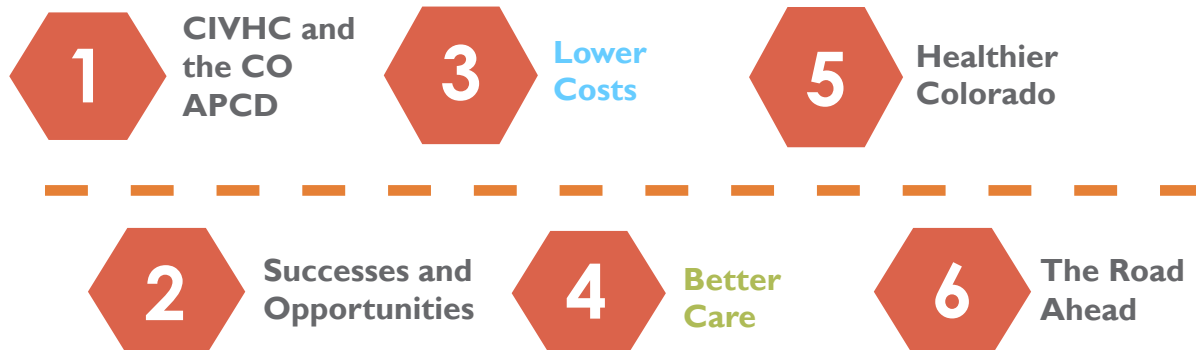 1
CIVHC and
the CO
APCD
2
Successes and
Opportunities
3
Lower
Costs
4
Better
Care
5
Healthier
Colorado
6
The Road
Ahead